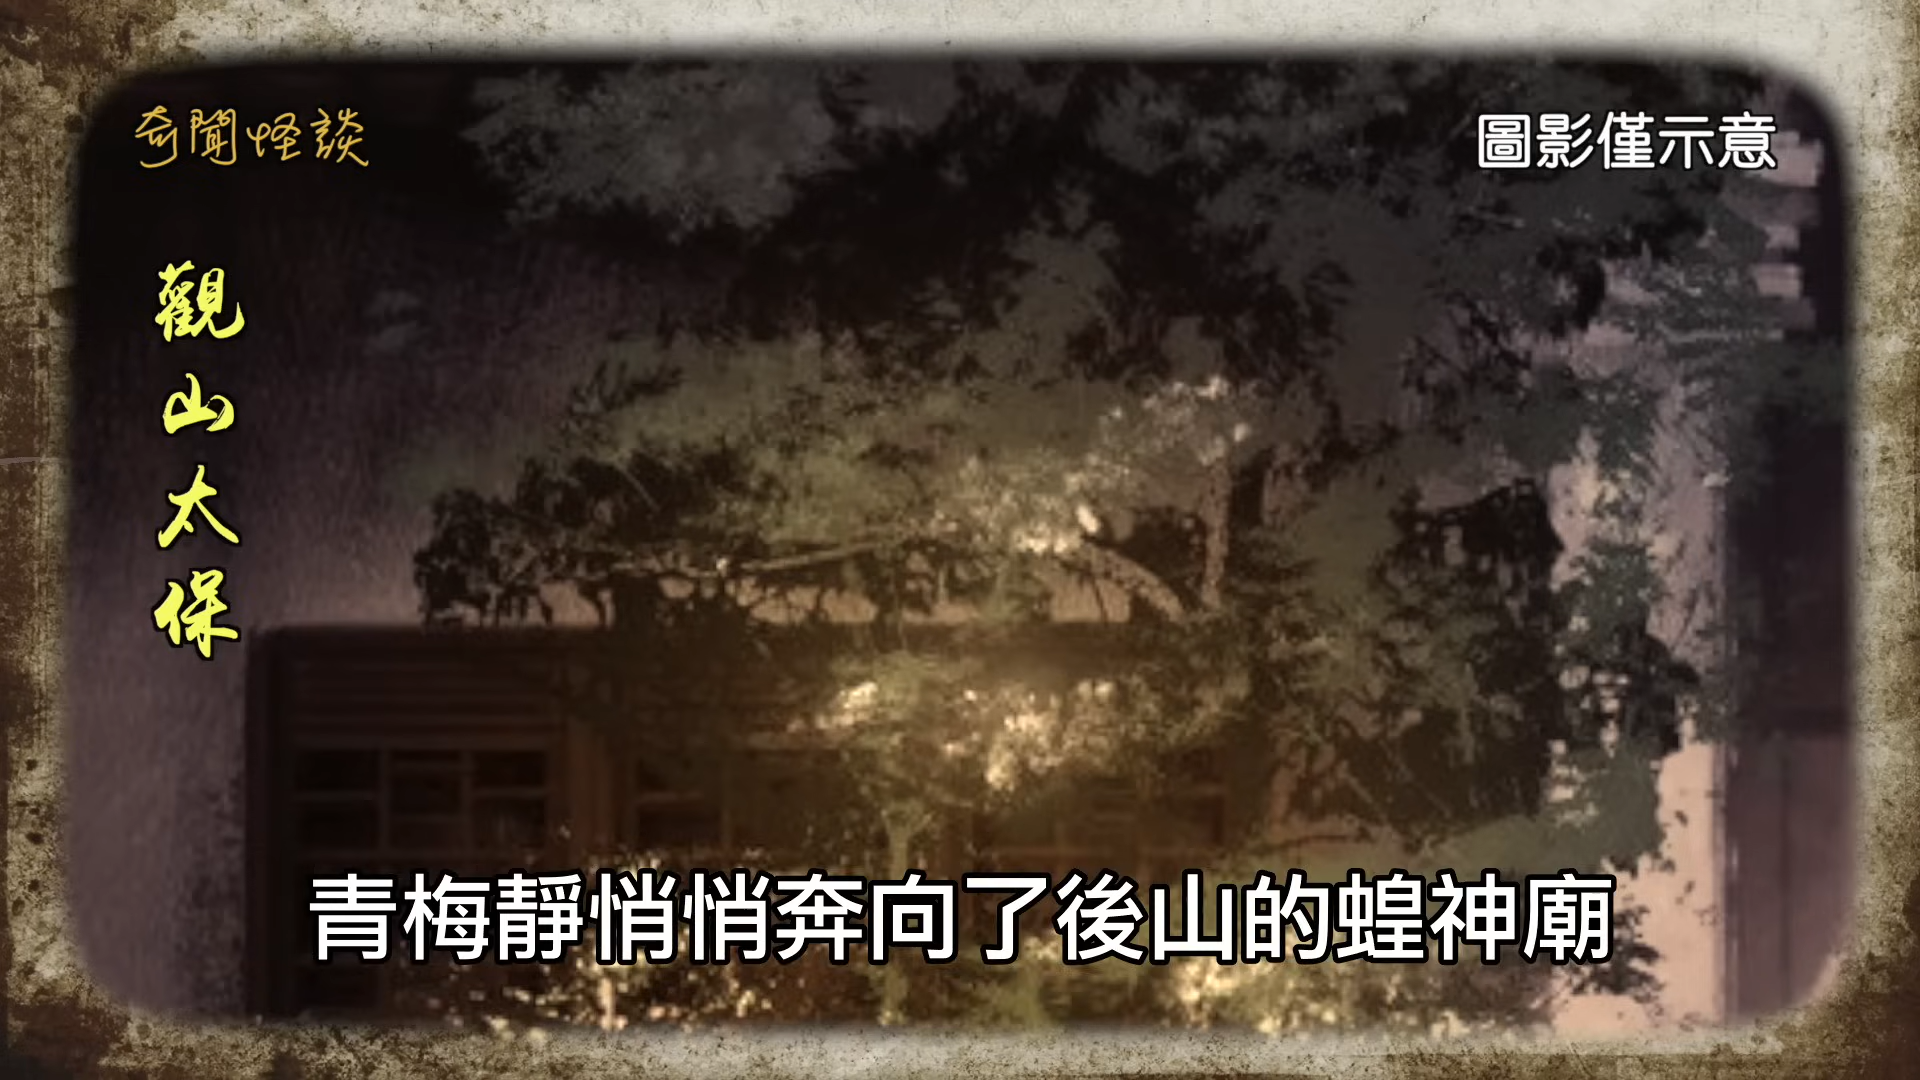 奇聞怪談
圖影僅示意
觀山太保
青梅靜悄悄奔向了後山的蝗神廟